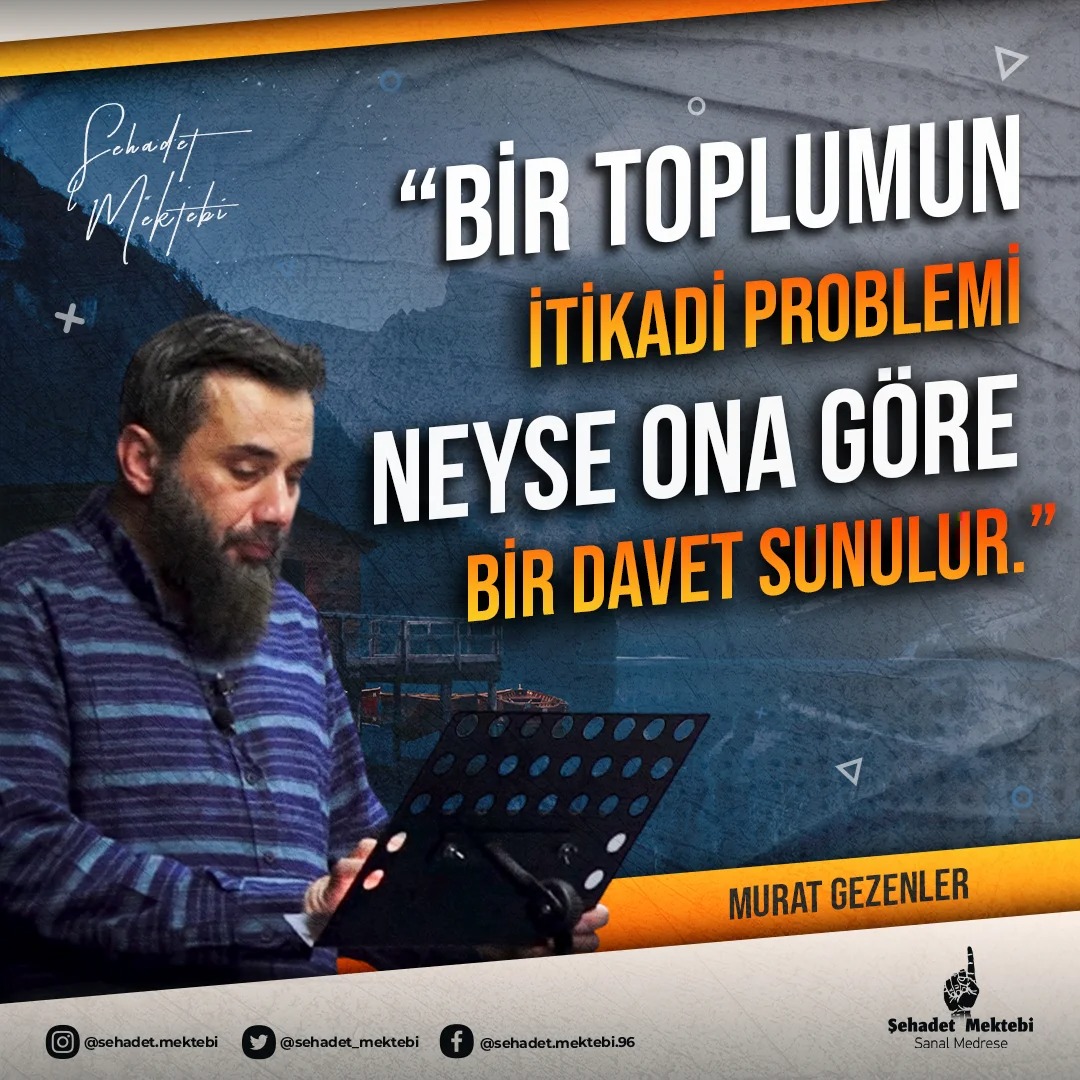 Şehadet
Mektebi
“BİR TOPLUMUN
İTİKADİ PROBLEMİ
NEYSE ONA GÖRE
BİR DAVET SUNULUR.”
MURAT GEZENLER
@sehadet.mektebi
@sehadet_mektebi
@sehadet.mektebi.96
Şehadet Mektebi
Sanal Medrese